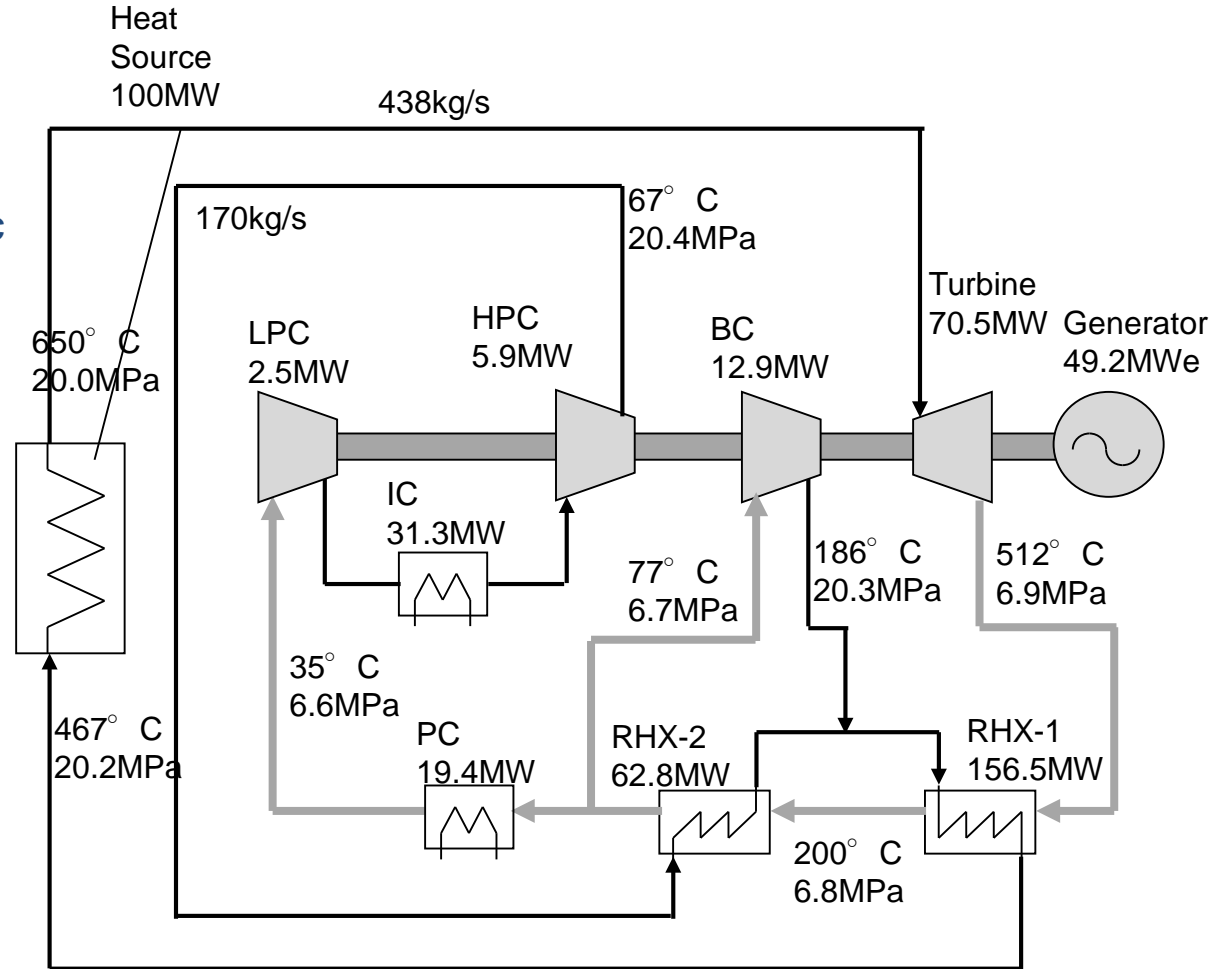 Heat
Source
100MW
438kg/s
170kg/s
67° C
20.4MPa
650° C
20.0MPa
LPC
2.5MW
HPC
5.9MW
BC
12.9MW
Turbine
70.5MW
Generator
49.2MWe
IC
31.3MW
77° C
6.7MPa
186° C
20.3MPa
512° C
6.9MPa
35° C
6.6MPa
467° C
20.2MPa
PC
19.4MW
RHX-2
62.8MW
RHX-1
156.5MW
200° C
6.8MPa